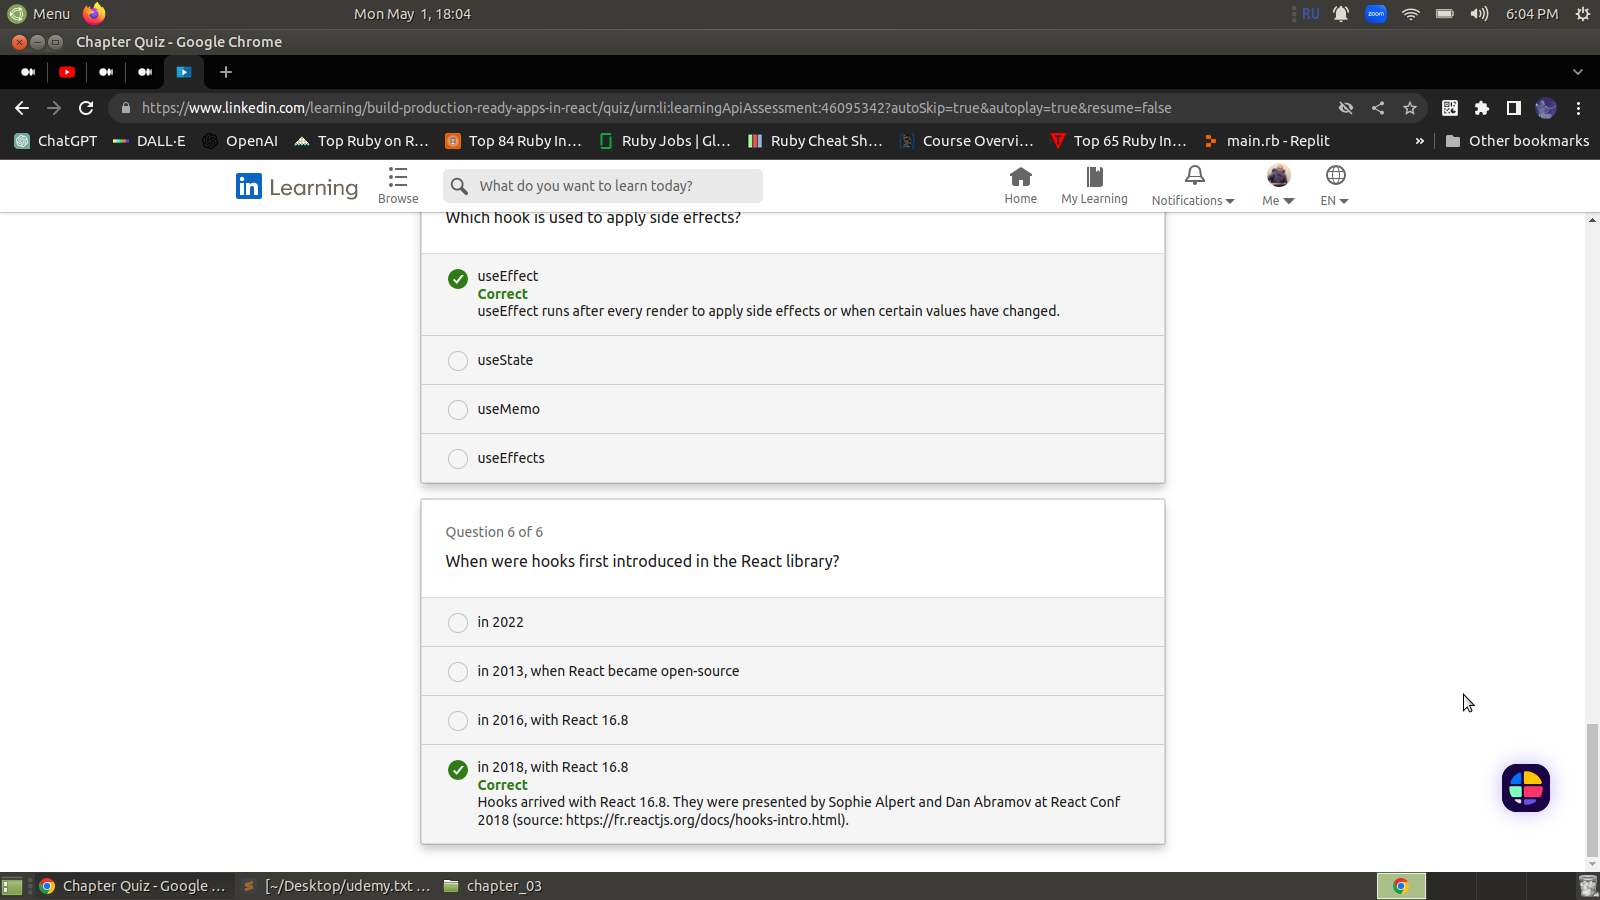 Menu
Mon May 1, 18:04
RU
zoom
6:04 PM
Chapter Quiz - Google Chrome
https://www.linkedin.com/learning/build-production-ready-apps-in-react/quiz/urn:li:learningApiAssessment:46095342?autoSkip=true&autoplay=true&resume=false
ChatGPT
DALL·E
OpenAI
Top Ruby on R...
Top 84 Ruby In...
Ruby Jobs | Gl...
Ruby Cheat Sh...
Course Overvi...
Top 65 Ruby In...
main.rb - Replit
»
Other bookmarks
in Learning
Browse
What do you want to learn today?
Home
My Learning
Notifications
Me
EN
Which hook is used to apply side effects?
useEffect
Correct
useEffect runs after every render to apply side effects or when certain values have changed.
useState
useMemo
useEffects
Question 6 of 6
When were hooks first introduced in the React library?
in 2022
in 2013, when React became open-source
in 2016, with React 16.8
in 2018, with React 16.8
Correct
Hooks arrived with React 16.8. They were presented by Sophie Alpert and Dan Abramov at React Conf
2018 (source: https://fr.reactjs.org/docs/hooks-intro.html).
Chapter Quiz - Google ...
[~/Desktop/udemy.txt ...
chapter_03